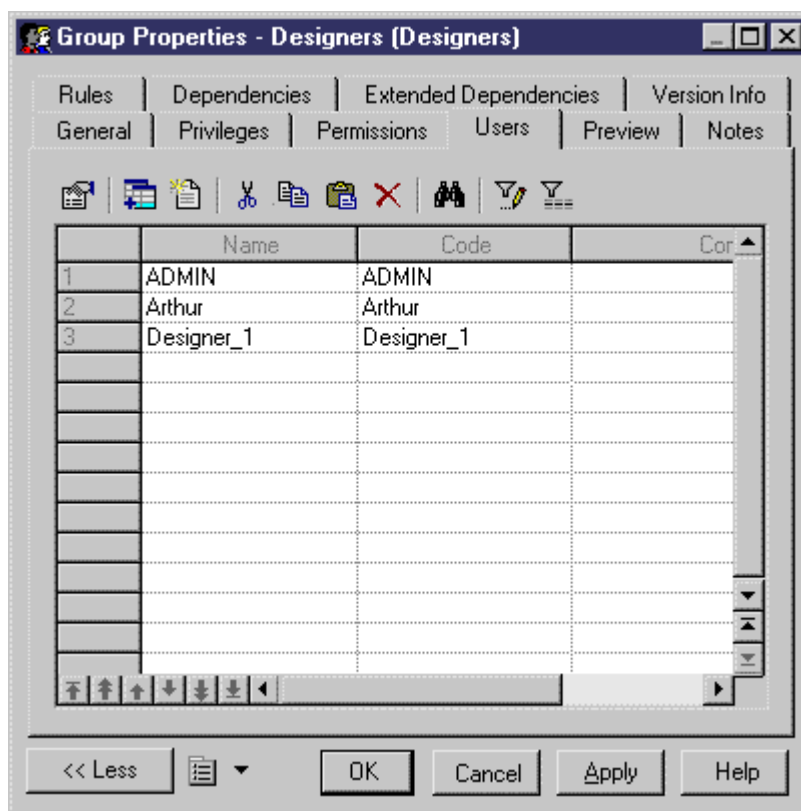 Group Properties - Designers (Designers)
Rules Dependencies Extended Dependencies Version Info
General Privileges Permissions Users Preview Notes
Name Code Cor
1 ADMIN ADMIN
2 Arthur Arthur
3 Designer_1 Designer_1
<< Less OK Cancel Apply Help